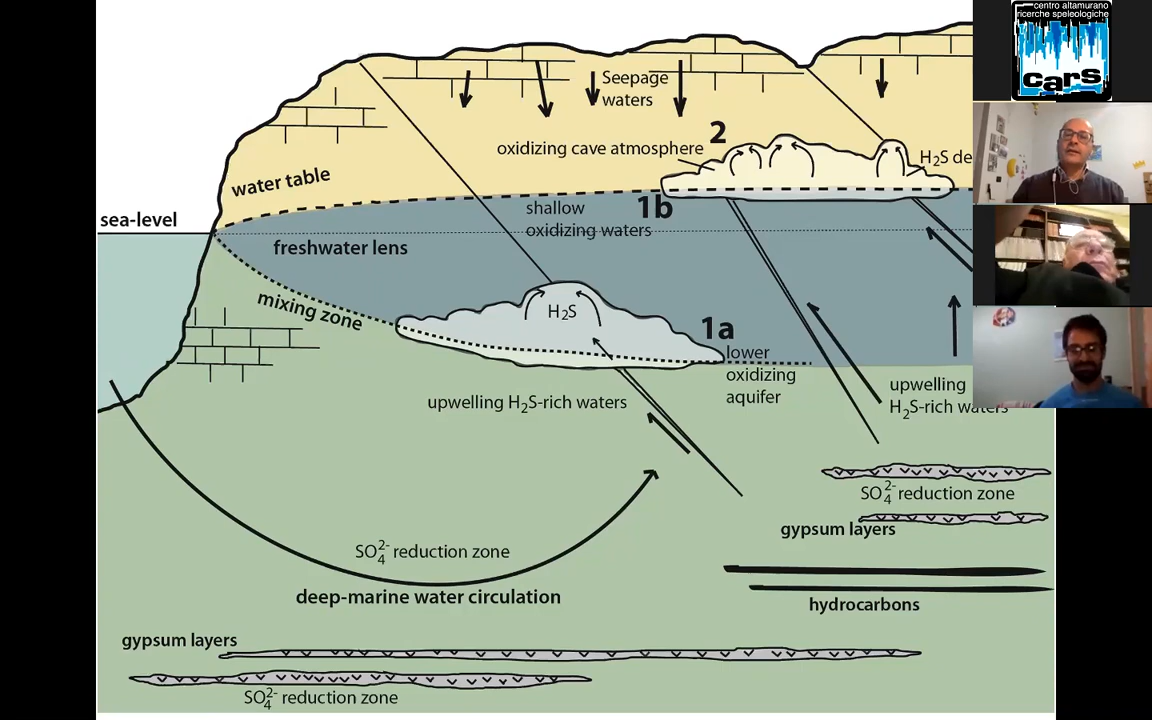 centro altamurano
ricerche speleologiche
cars
Seepage
waters
2
oxidizing cave atmosphere
H₂S de
water table
sea-level
shallow
oxidizing waters
1b
freshwater lens
mixing zone
H₂S
1a
lower
oxidizing
aquifer
upwelling H₂S-rich waters
upwelling
H₂S-rich waters
SO₄²⁻ reduction zone
gypsum layers
SO₄²⁻ reduction zone
deep-marine water circulation
hydrocarbons
gypsum layers
SO₄²⁻ reduction zone